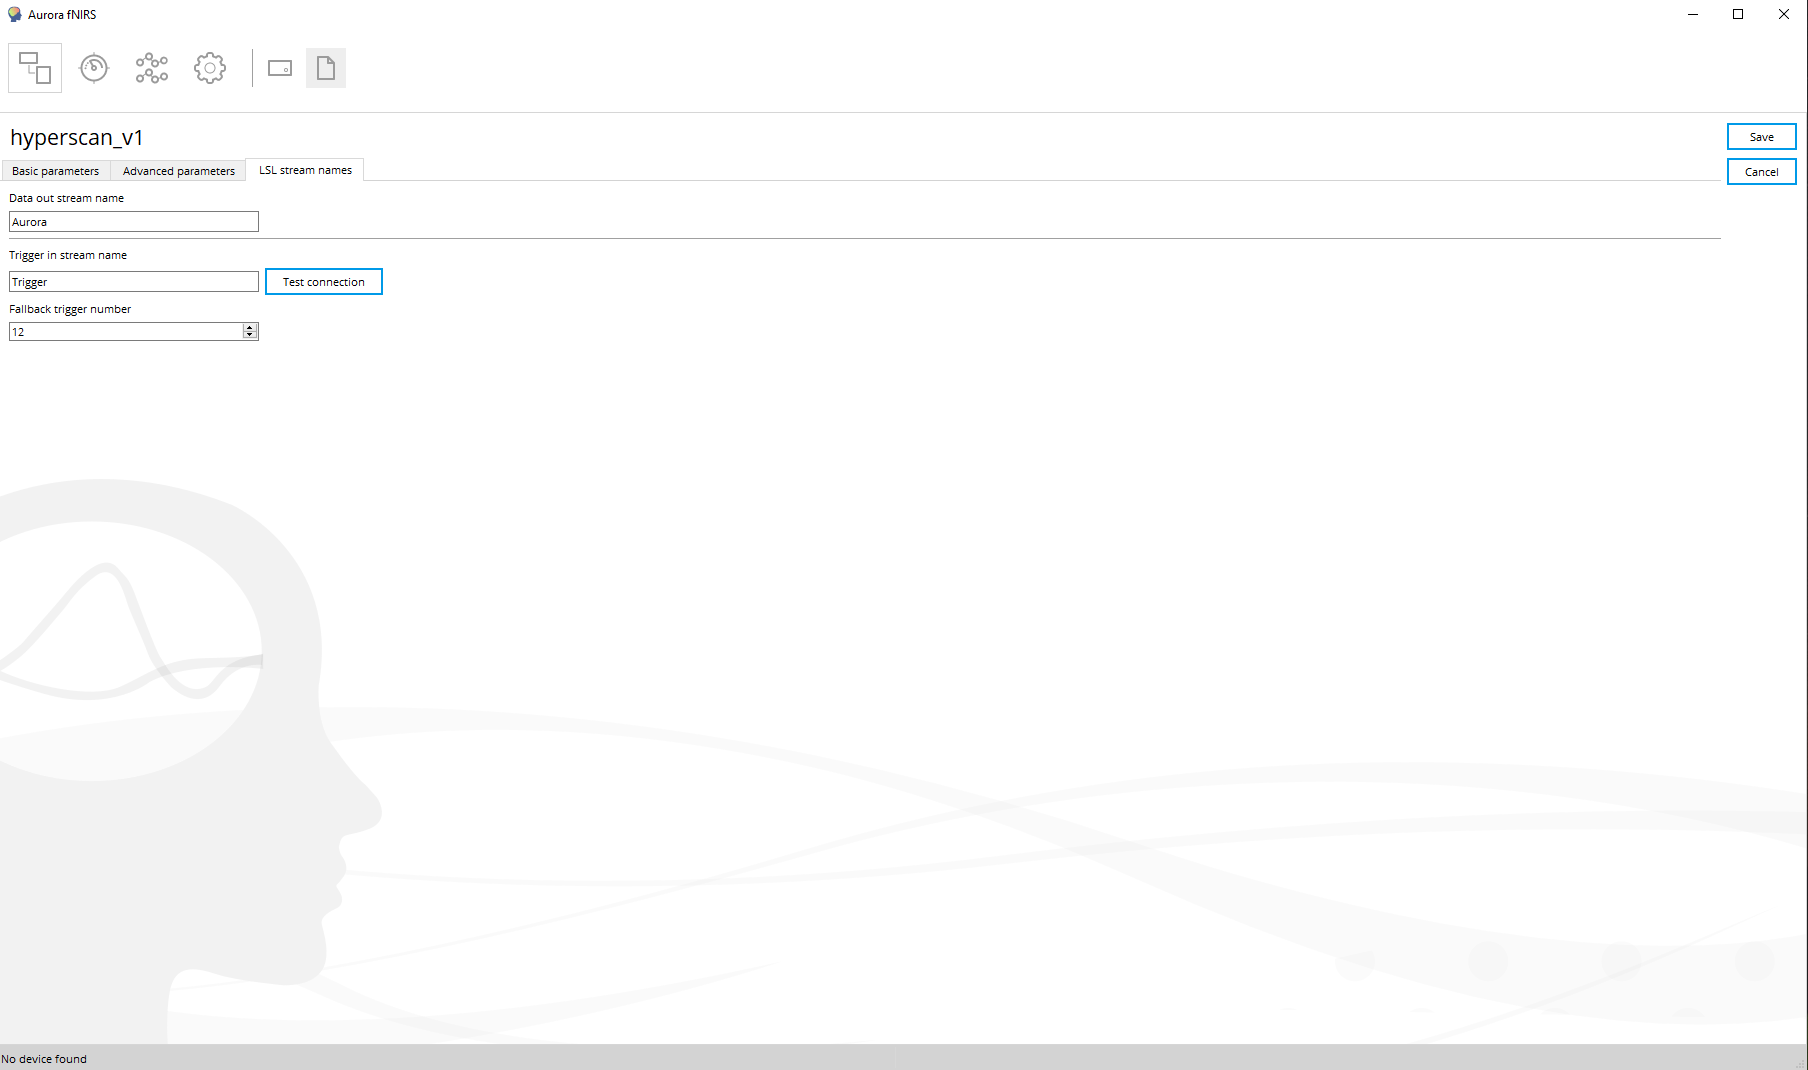 Aurora fNIRS
hyperscan_v1
Save
Cancel
Basic parameters
Advanced parameters
LSL stream names
Data out stream name
Aurora
Trigger in stream name
Trigger
Test connection
Fallback trigger number
12
No device found